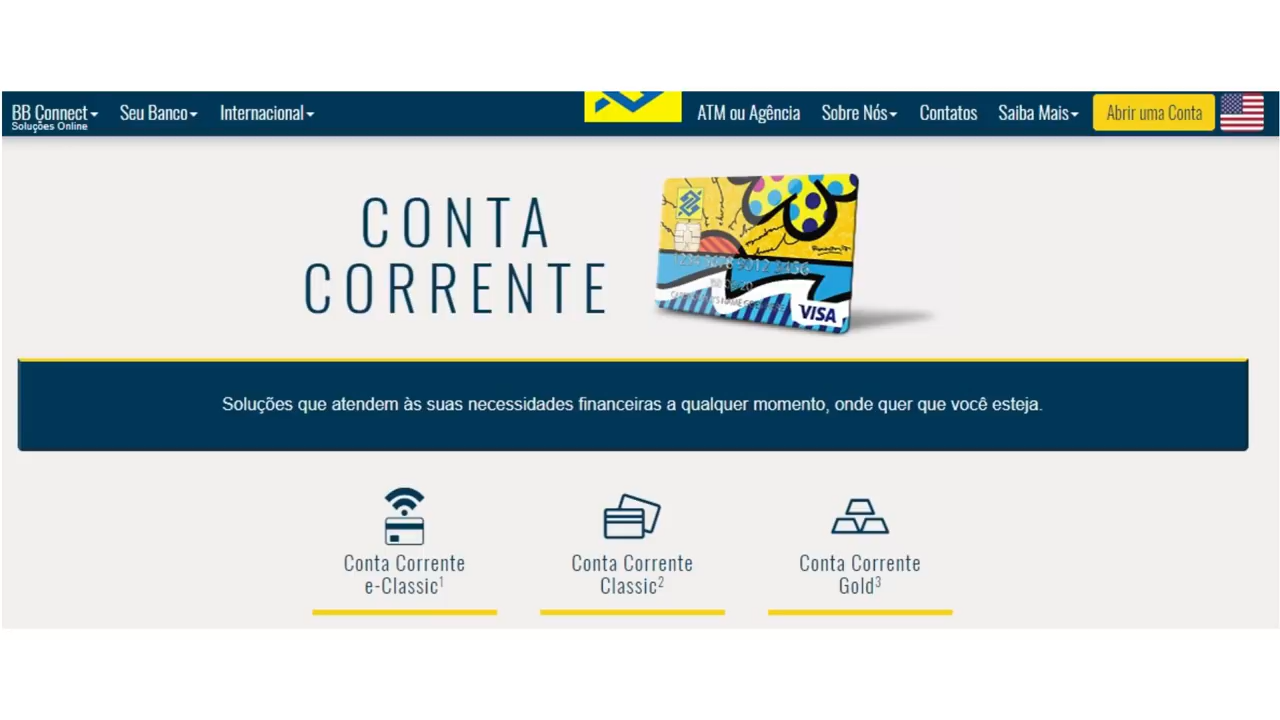 BB Connect
Soluções Online
Seu Banco
Internacional
ATM ou Agência
Sobre Nós
Contatos
Saiba Mais
Abrir uma Conta
CONTA
CORRENTE
VISA
Soluções que atendem às suas necessidades financeiras a qualquer momento, onde quer que você esteja.
Conta Corrente
e-Classic¹
Conta Corrente
Classic²
Conta Corrente
Gold³